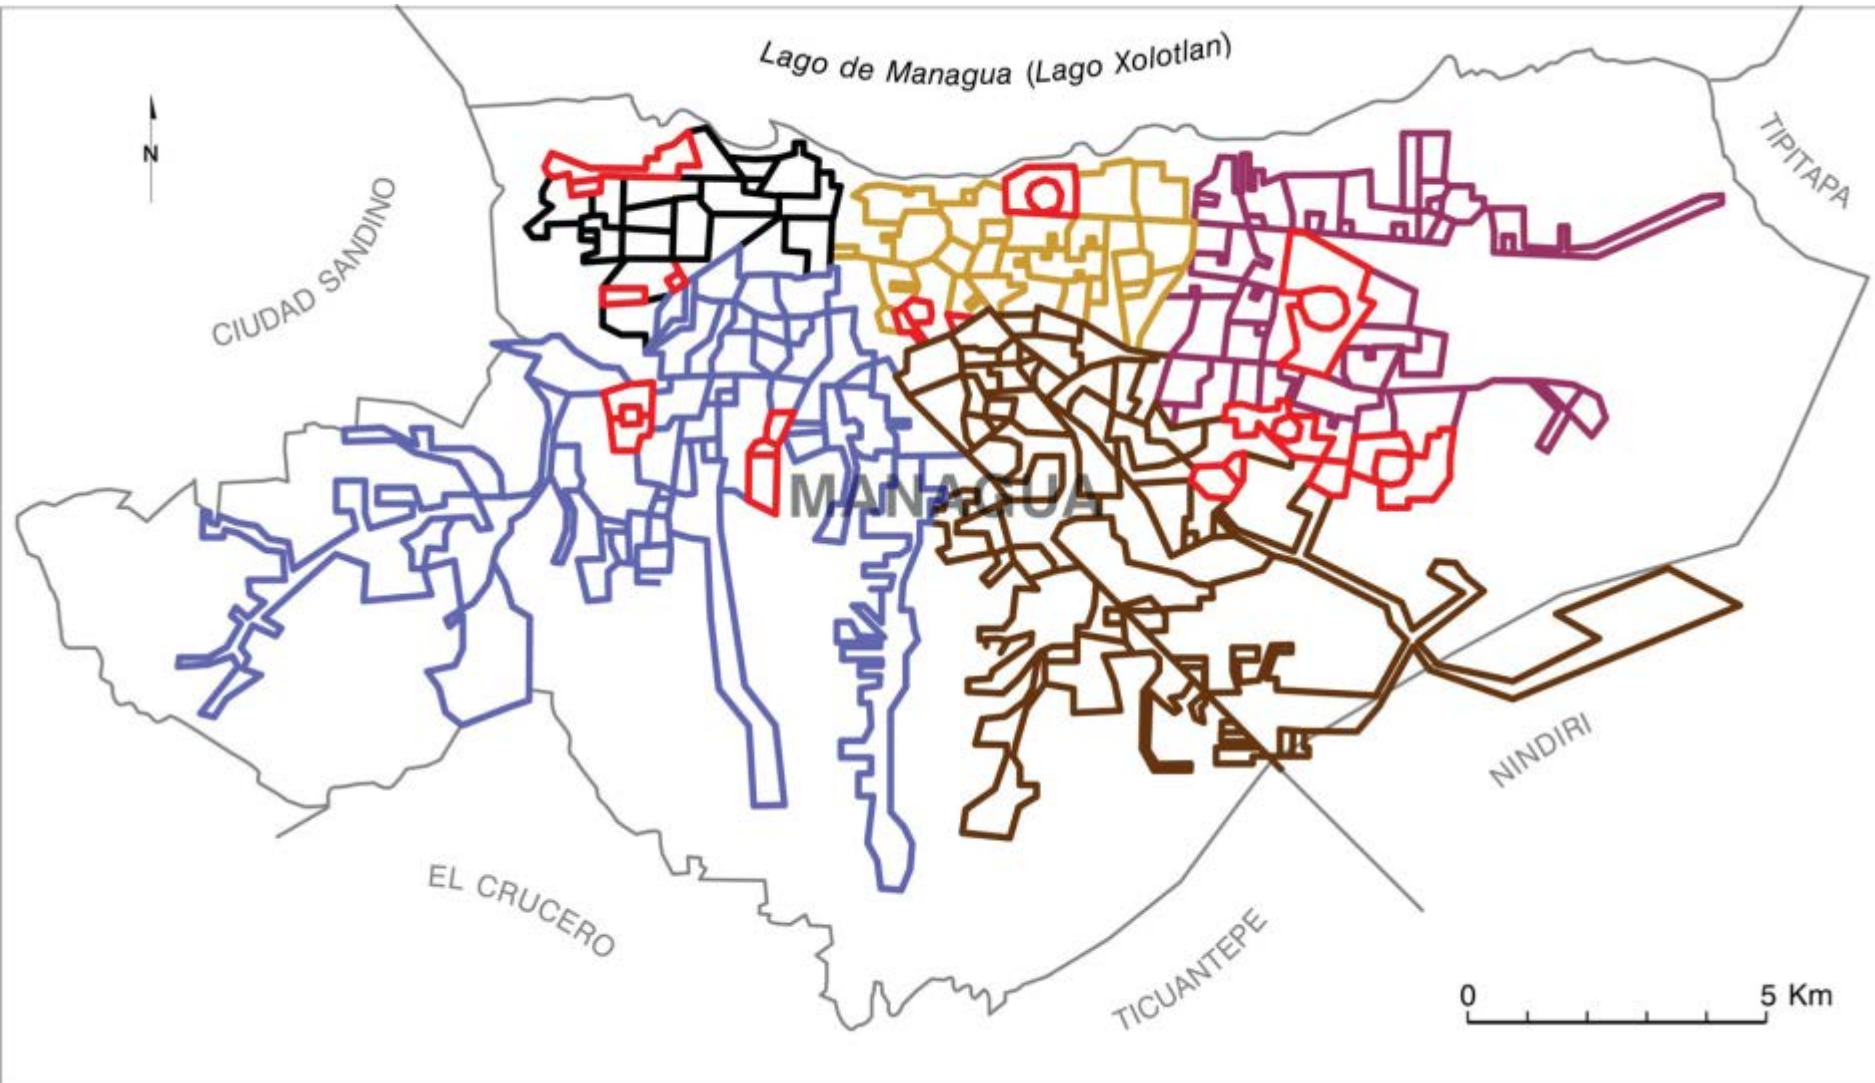 Lago de Managua (Lago Xolotlan)
TIPITAPA
N
CIUDAD SANDINO
MANAGUA
NINDIRI
EL CRUCERO
TICUANTEPE
0 5 Km